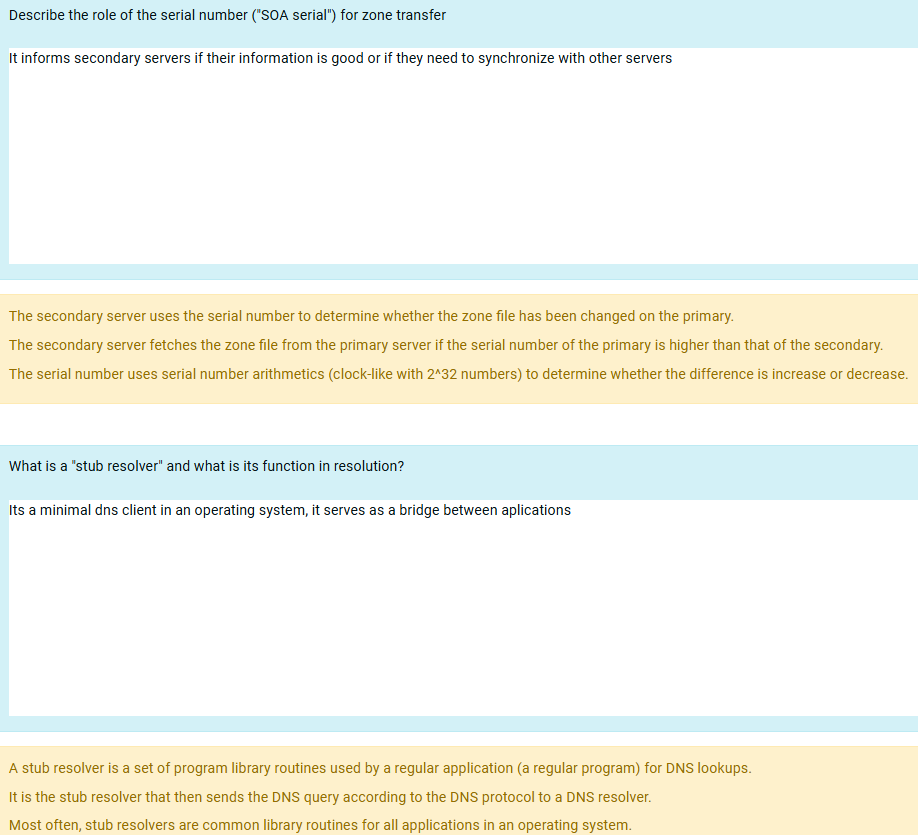 Describe the role of the serial number ("SOA serial") for zone transfer
It informs secondary servers if their information is good or if they need to synchronize with other servers
The secondary server uses the serial number to determine whether the zone file has been changed on the primary.
The secondary server fetches the zone file from the primary server if the serial number of the primary is higher than that of the secondary.
The serial number uses serial number arithmetics (clock-like with 2^32 numbers) to determine whether the difference is increase or decrease.
What is a "stub resolver" and what is its function in resolution?
Its a minimal dns client in an operating system, it serves as a bridge between aplications
A stub resolver is a set of program library routines used by a regular application (a regular program) for DNS lookups.
It is the stub resolver that then sends the DNS query according to the DNS protocol to a DNS resolver.
Most often, stub resolvers are common library routines for all applications in an operating system.